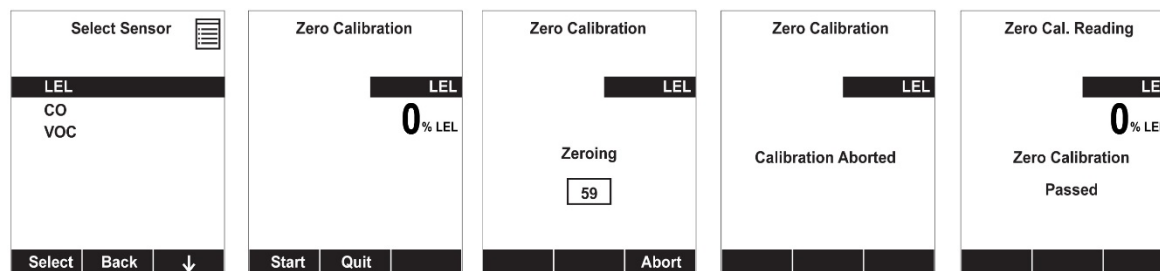 Select Sensor
LEL
CO
VOC
Select Back ↓
Zero Calibration
LEL
0 % LEL
Start Quit
Zero Calibration
LEL
Zeroing
59
Abort
Zero Calibration
LEL
Calibration Aborted
Zero Cal. Reading
LE
0 % LE
Zero Calibration
Passed